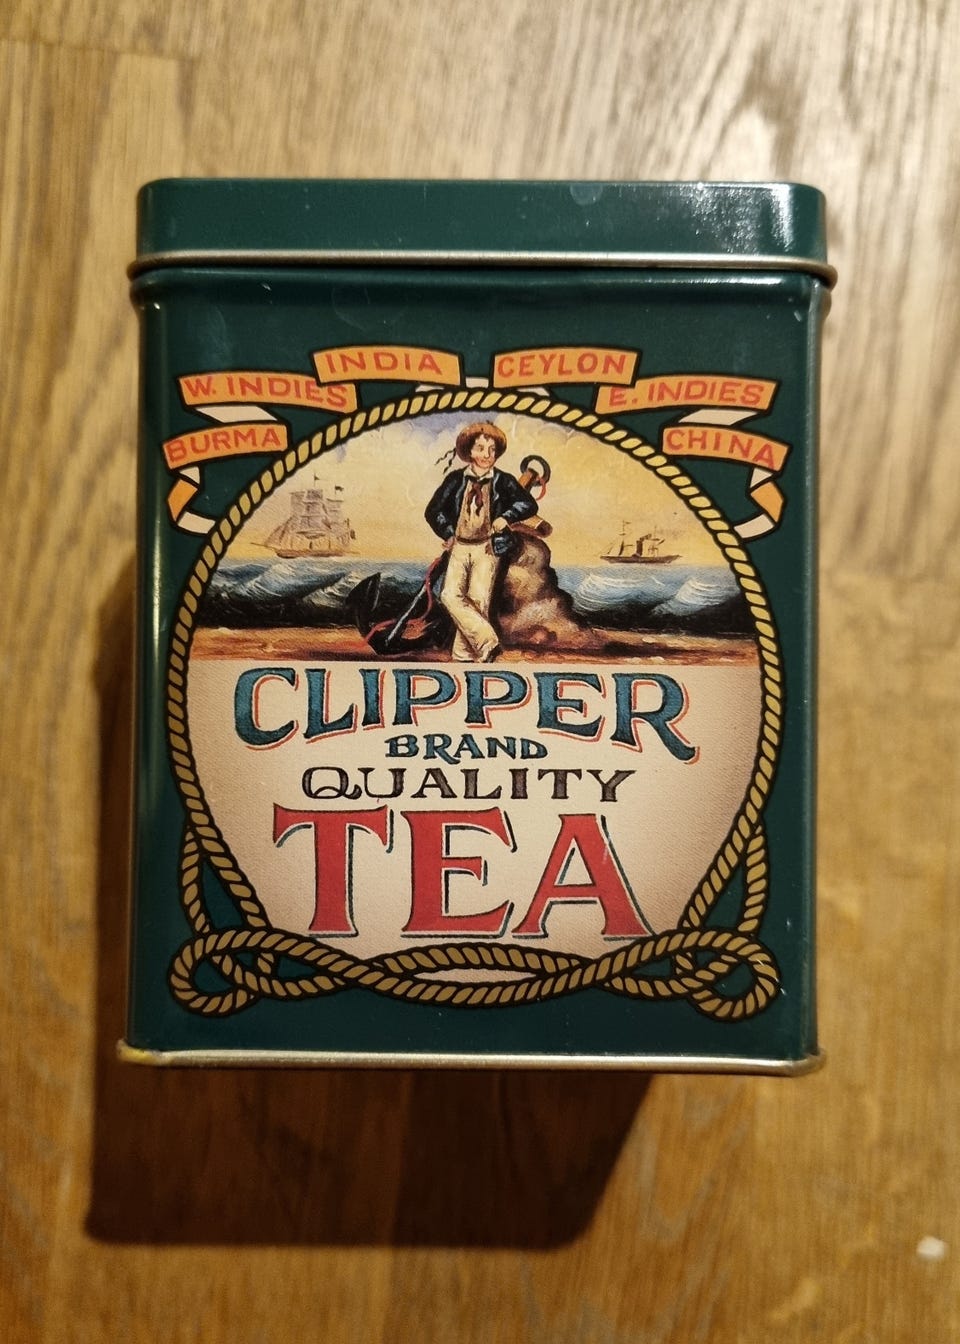 INDIA CEYLON
W. INDIES E. INDIES
BURMA CHINA
CLIPPER
BRAND
QUALITY
TEA